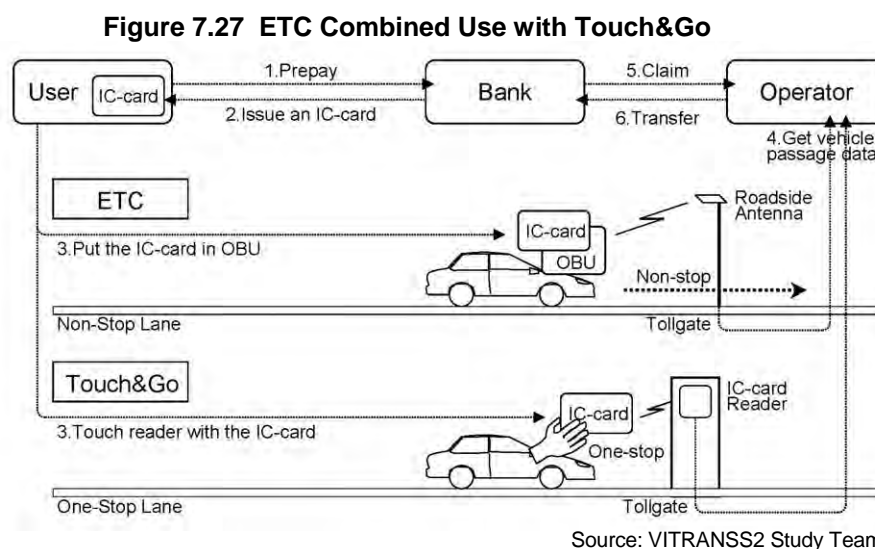 Figure 7.27 ETC Combined Use with Touch&Go
User
IC-card
1.Prepay
2.Issue an IC-card
Bank
5.Claim
6.Transfer
Operator
4.Get vehicle
passage data
ETC
3.Put the IC-card in OBU
IC-card
OBU
Roadside
Antenna
Non-stop
Non-Stop Lane
Tollgate
Touch&Go
3.Touch reader with the IC-card
IC-card
One-stop
IC-card
Reader
One-Stop Lane
Tollgate
Source: VITRANSS2 Study Team